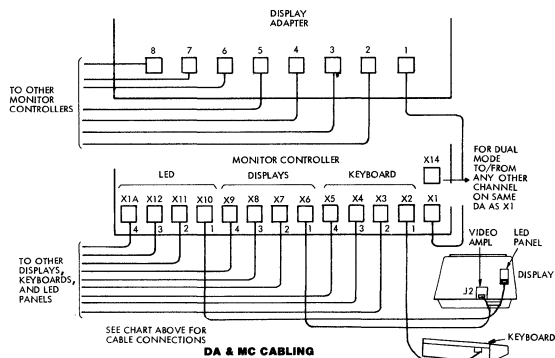 DISPLAY
ADAPTER
8 7 6 5 4 3 2 1
TO OTHER
MONITOR
CONTROLLERS
MONITOR CONTROLLER
X14
FOR DUAL
MODE
TO/FROM
ANY OTHER
CHANNEL
ON SAME
DA AS X1
LED DISPLAYS KEYBOARD
X1A X12 X11 X10 X9 X8 X7 X6 X5 X4 X3 X2 X1
4 3 2 1 4 3 2 1 4 3 2 1
TO OTHER
DISPLAYS,
KEYBOARDS,
AND LED
PANELS
VIDEO
AMPL
LED
PANEL
J2
DISPLAY
SEE CHART ABOVE FOR
CABLE CONNECTIONS
KEYBOARD
DA & MC CABLING